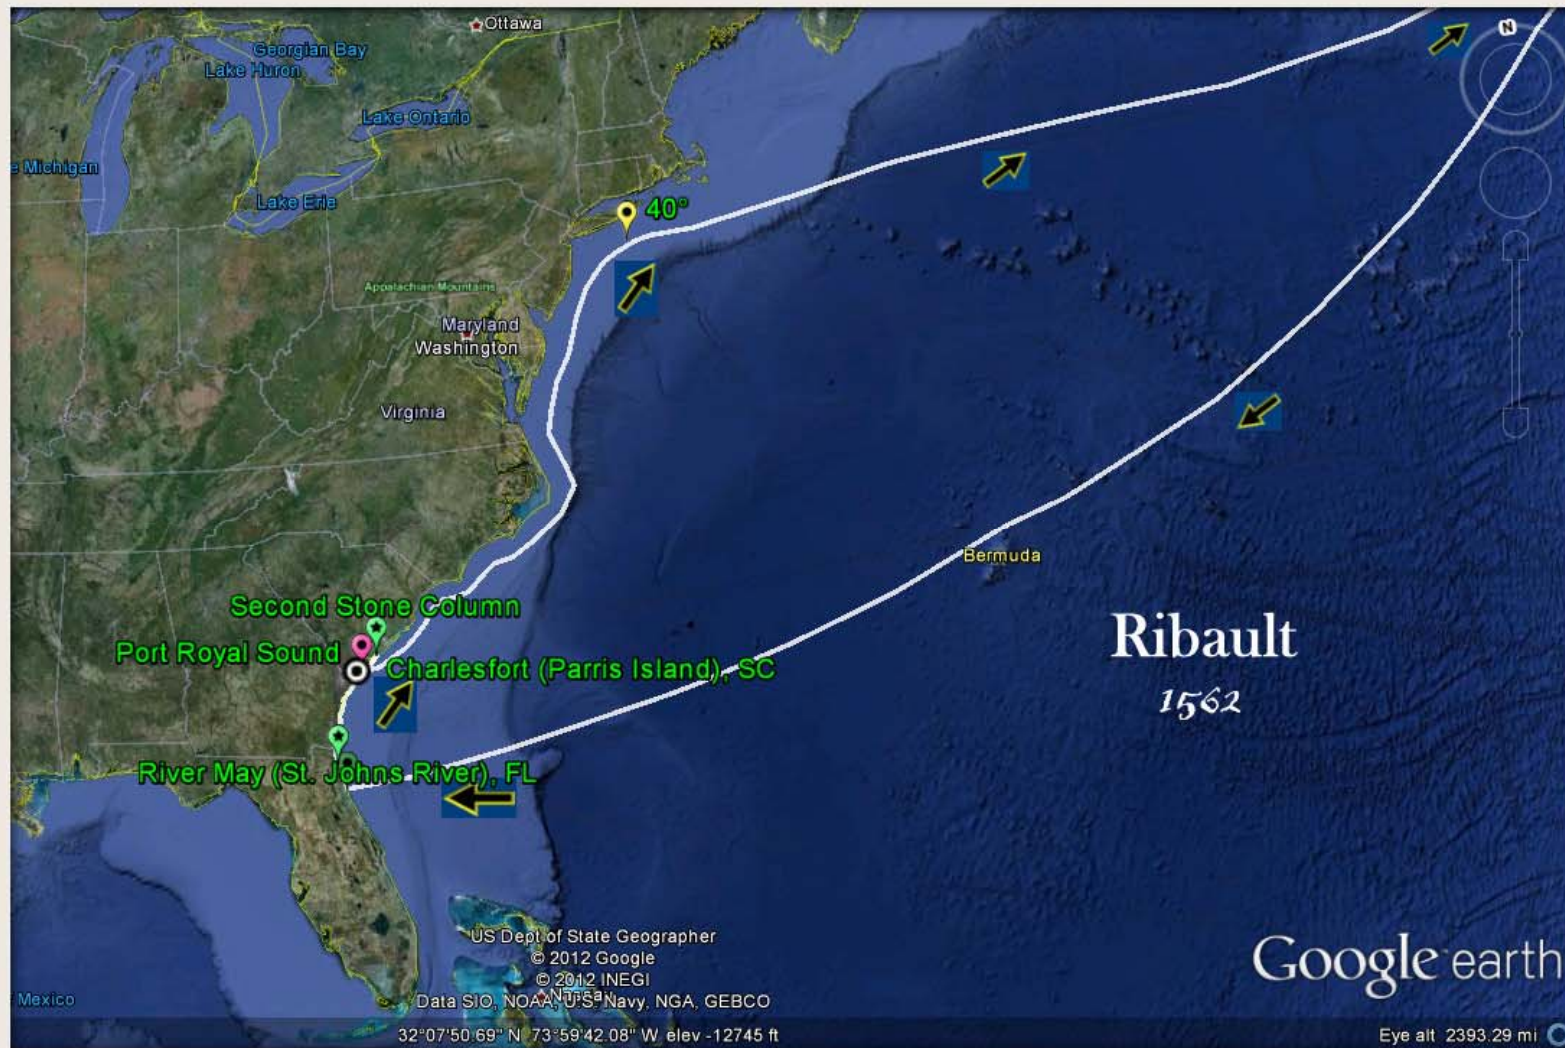 Ottawa
Georgian Bay
Lake Huron
Lake Ontario
e Michigan
Lake Erie
N
40°
Appalachian Mountains
Maryland
Washington
Virginia
Bermuda
Second Stone Column
Port Royal Sound
Charlesfort (Parris Island), SC
River May (St. Johns River), FL
Ribault
1562
US Dept of State Geographer
© 2012 Google
© 2012 INEGI
Nassau
Data SIO, NOAA, U.S. Navy, NGA, GEBCO
Mexico
Google earth
32°07'50.69" N 73°59'42.08" W elev -12745 ft
Eye alt 2393.29 mi